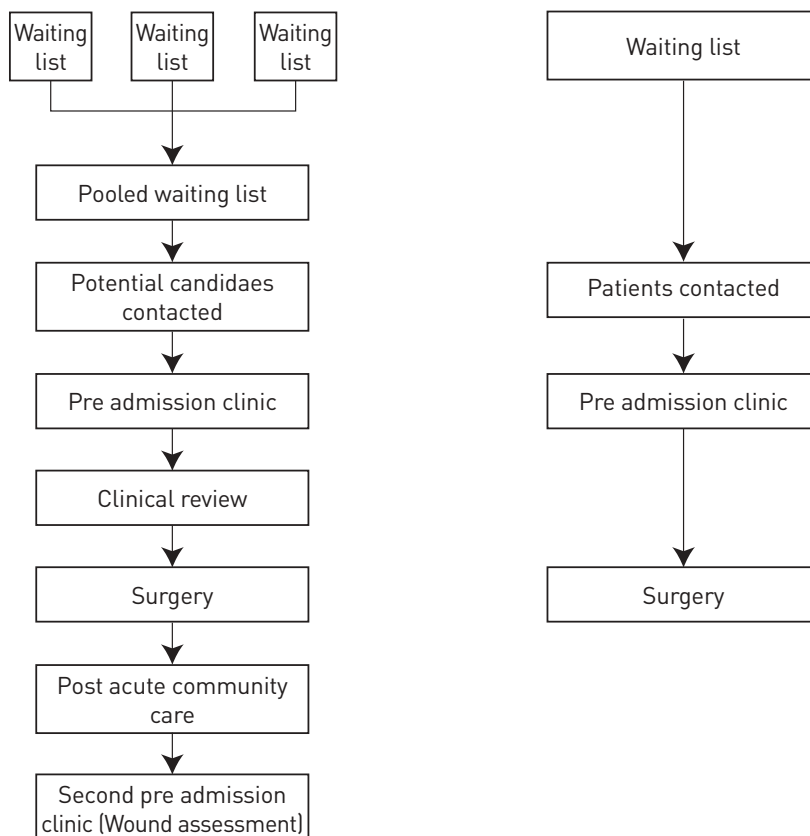 Waiting
list
Waiting
list
Waiting
list
Pooled waiting list
Potential candidaes
contacted
Pre admission clinic
Clinical review
Surgery
Post acute community
care
Second pre admission
clinic (Wound assessment)
Waiting list
Patients contacted
Pre admission clinic
Surgery